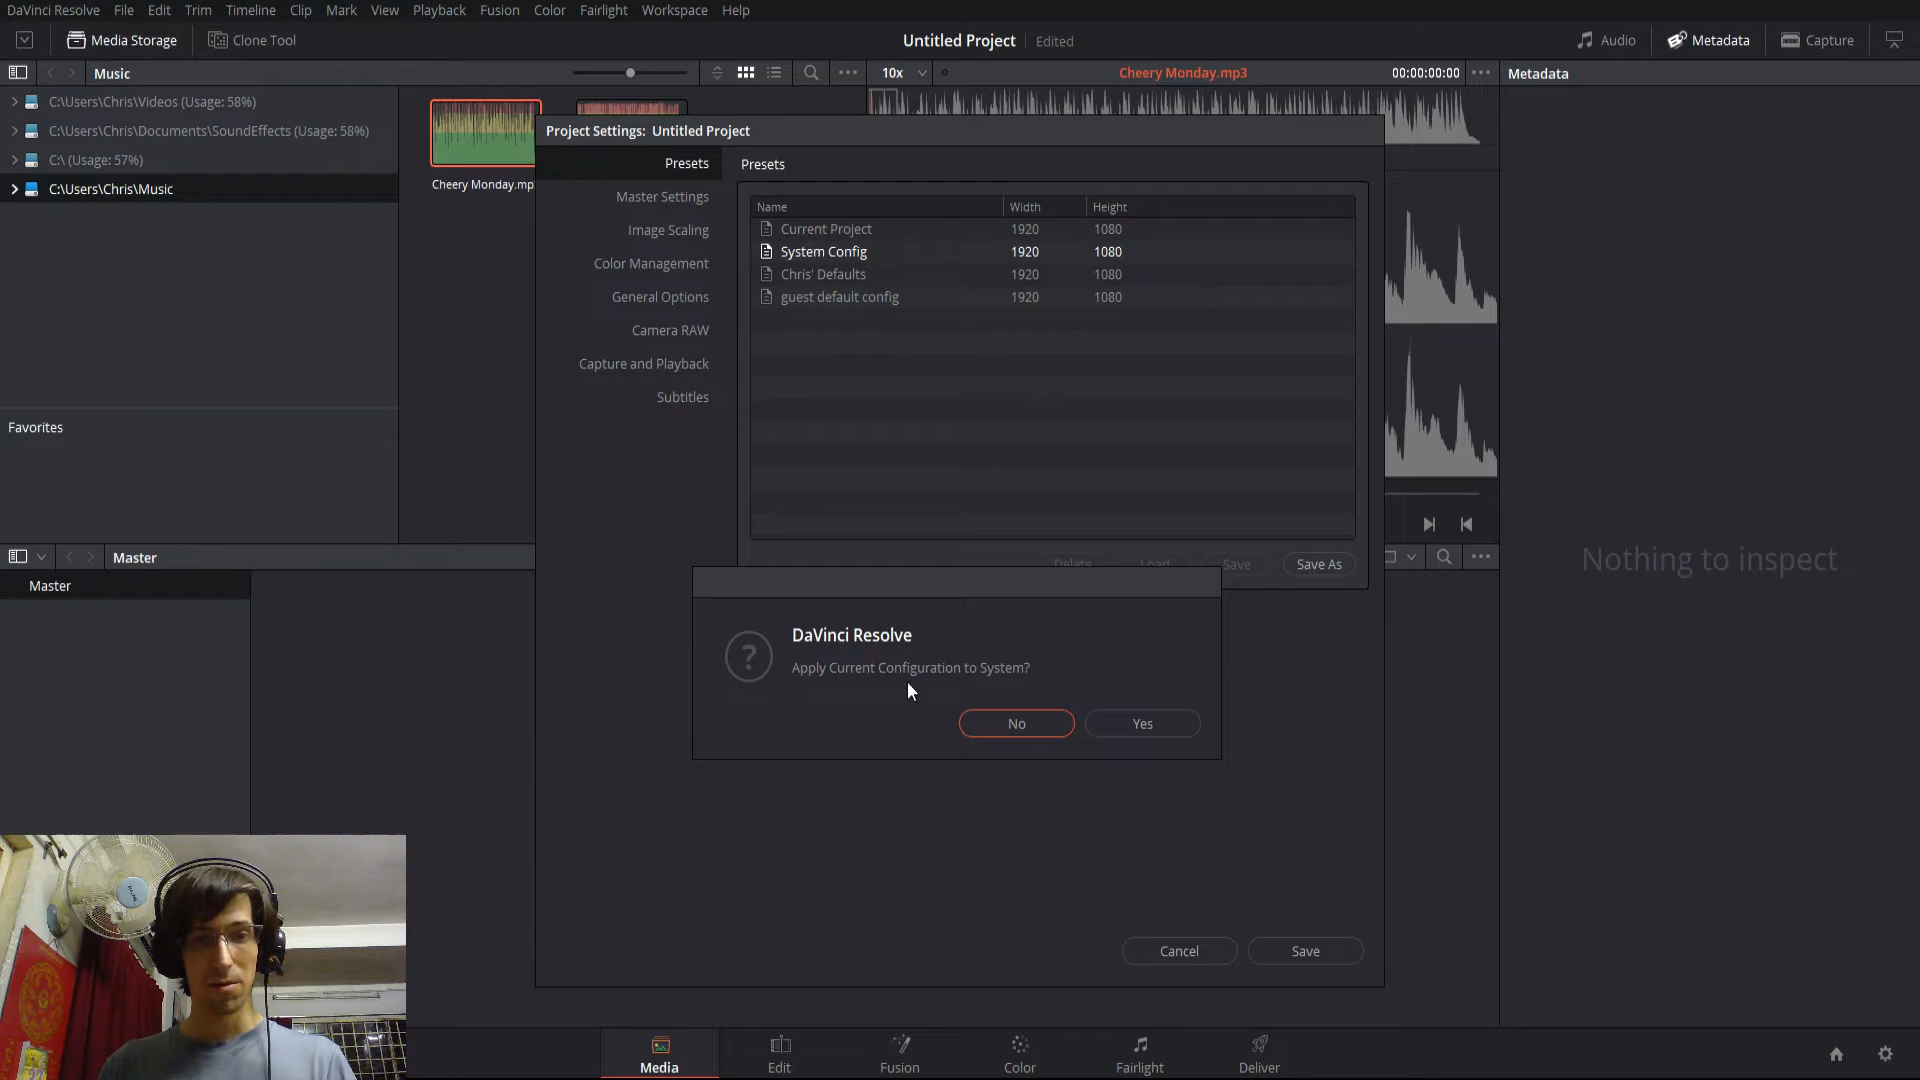 DaVinci Resolve File Edit Trim Timeline Clip Mark View Playback Fusion Color Fairlight Workspace Help
Media Storage Clone Tool Untitled Project Edited Audio Metadata Capture
Music 10x Cheery Monday.mp3 00:00:00:00 Metadata
C:\Users\Chris\Videos (Usage: 58%)
C:\Users\Chris\Documents\SoundEffects (Usage: 58%)
C:\ (Usage: 57%)
C:\Users\Chris\Music
Cheery Monday.mp3
Favorites
Master
Master
Project Settings: Untitled Project
Presets
Master Settings
Image Scaling
Color Management
General Options
Camera RAW
Capture and Playback
Subtitles
Presets
Name Width Height
Current Project 1920 1080
System Config 1920 1080
Chris' Defaults 1920 1080
guest default config 1920 1080
Delete Load Save Save As
DaVinci Resolve
Apply Current Configuration to System?
No Yes
Cancel Save
Nothing to inspect
Media Edit Fusion Color Fairlight Deliver